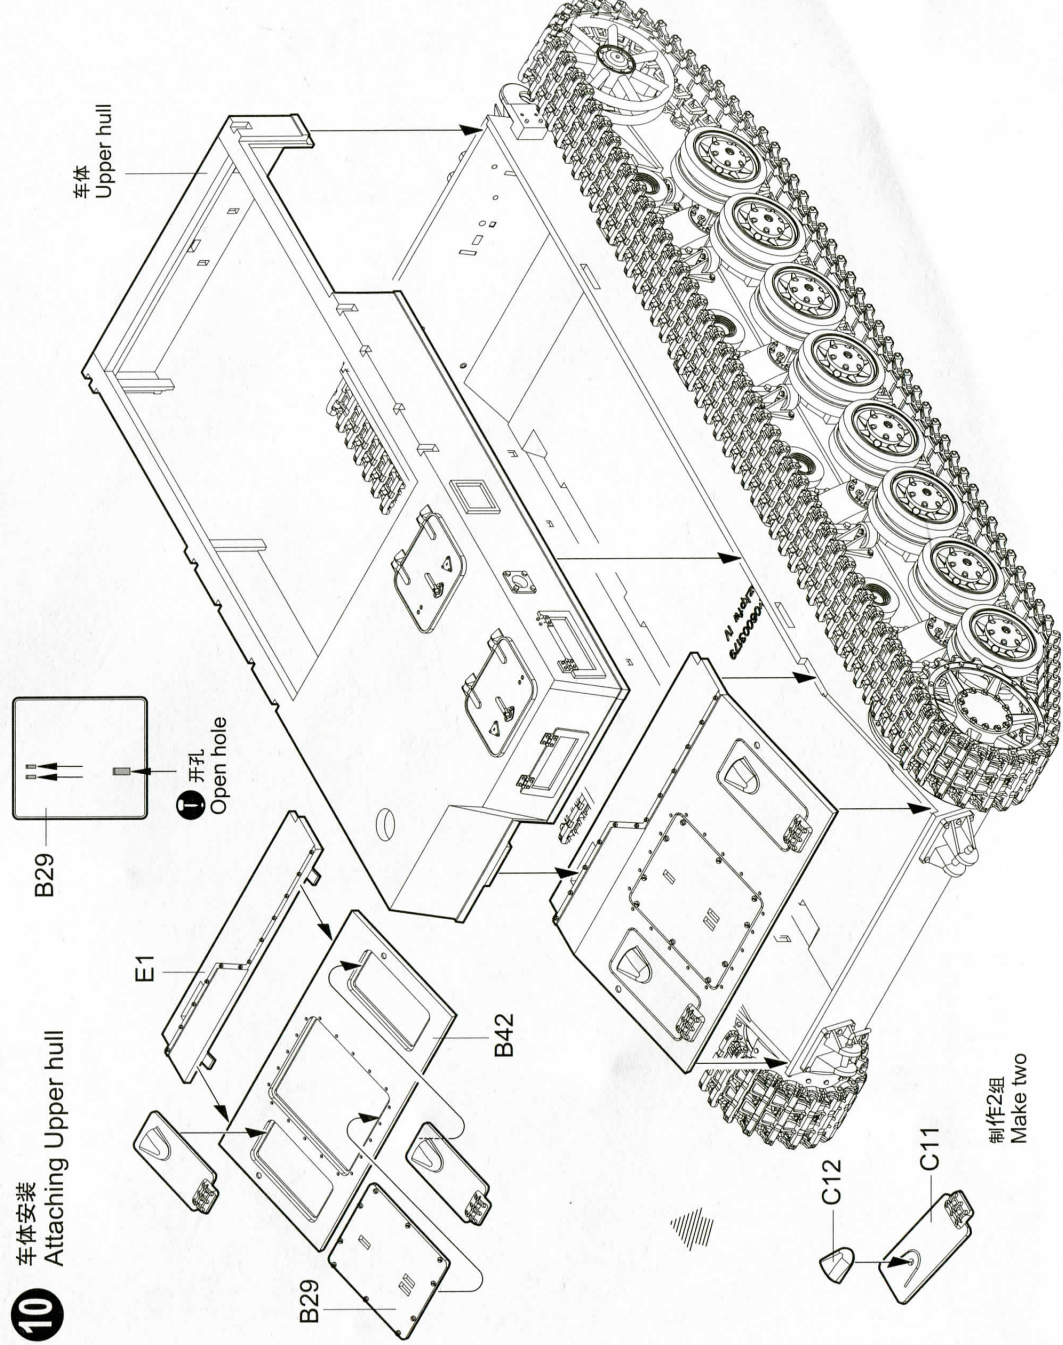 10
车体安装
Attaching Upper hull
B29
开孔
Open hole
车体
Upper hull
E1
B42
B29
C12
C11
制作2组
Make two